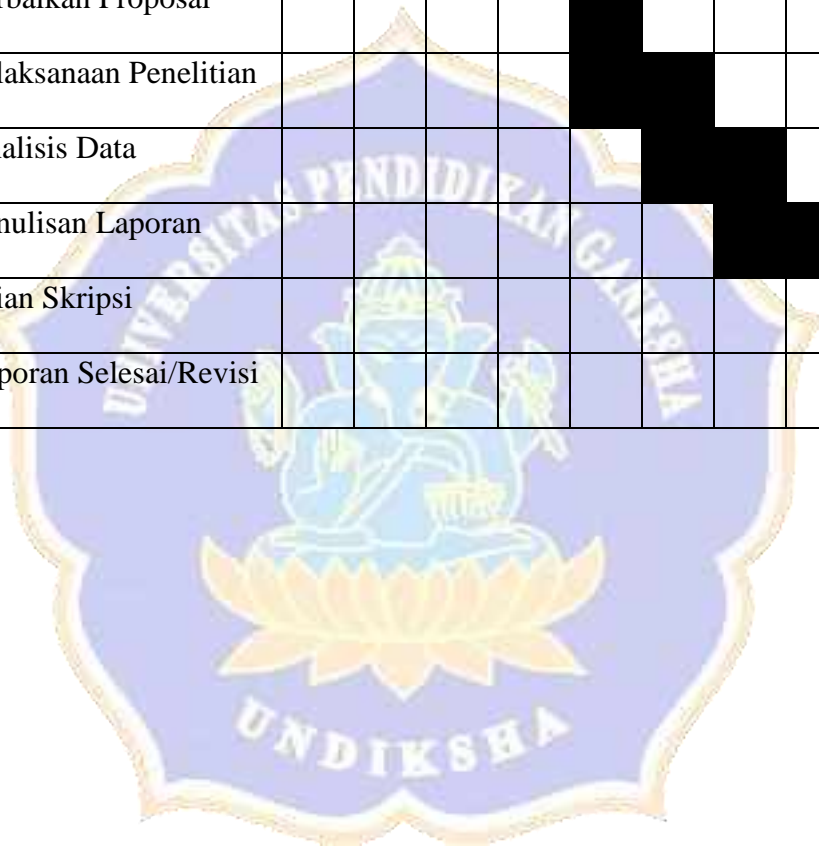 rbaikan Proposal
laksanaan Penelitian
alisis Data
nulisan Laporan
ian Skripsi
poran Selesai/Revisi
UNIVERSITAS PENDIDIKAN GANESHA
UNDIKSHA